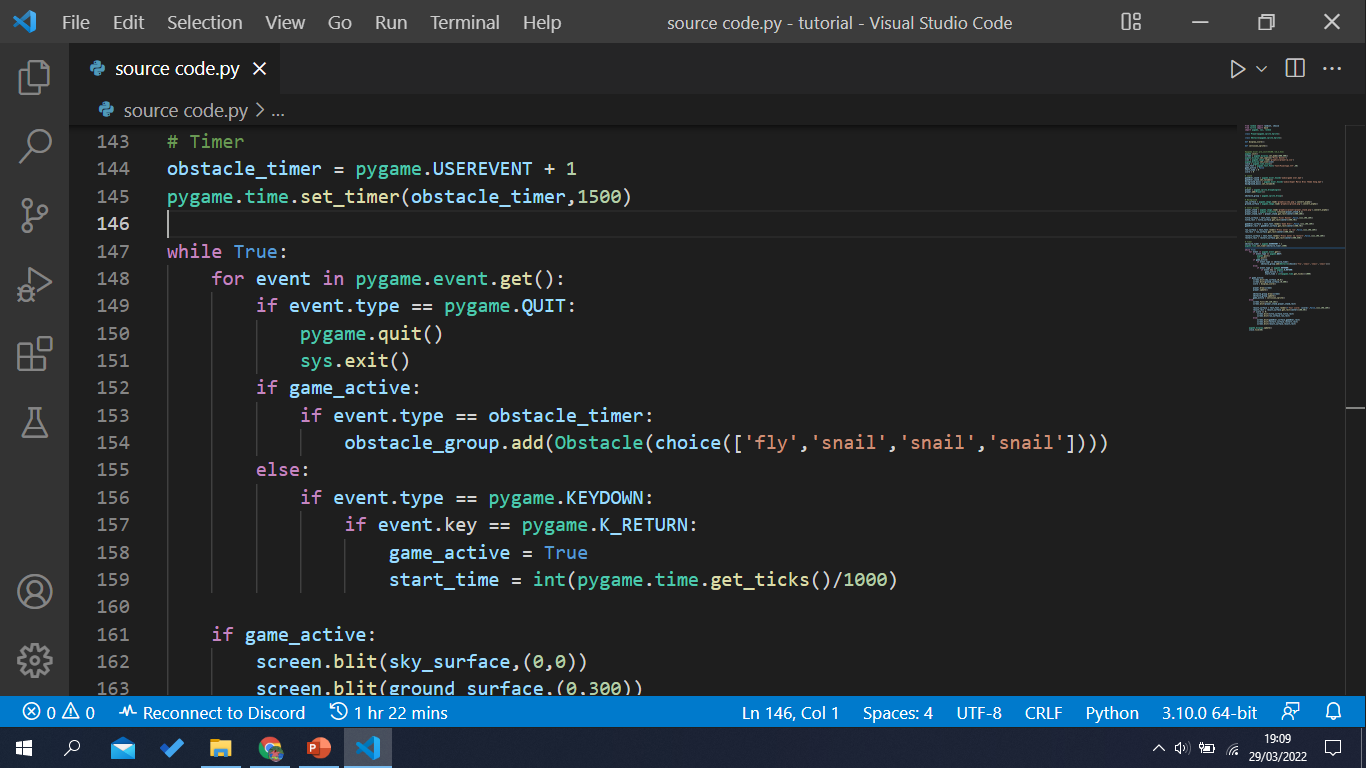 File Edit Selection View Go Run Terminal Help source code.py - tutorial - Visual Studio Code
source code.py
source code.py > ...
143 # Timer
144 obstacle_timer = pygame.USEREVENT + 1
145 pygame.time.set_timer(obstacle_timer,1500)
146
147 while True:
148     for event in pygame.event.get():
149         if event.type == pygame.QUIT:
150             pygame.quit()
151             sys.exit()
152         if game_active:
153             if event.type == obstacle_timer:
154                 obstacle_group.add(Obstacle(choice(['fly','snail','snail','snail'])))
155         else:
156             if event.type == pygame.KEYDOWN:
157                 if event.key == pygame.K_RETURN:
158                     game_active = True
159                     start_time = int(pygame.time.get_ticks()/1000)
160
161     if game_active:
162         screen.blit(sky_surface,(0,0))
163         screen.blit(ground_surface,(0,300))
0 0 Reconnect to Discord 1 hr 22 mins Ln 146, Col 1 Spaces: 4 UTF-8 CRLF Python 3.10.0 64-bit
19:09
29/03/2022